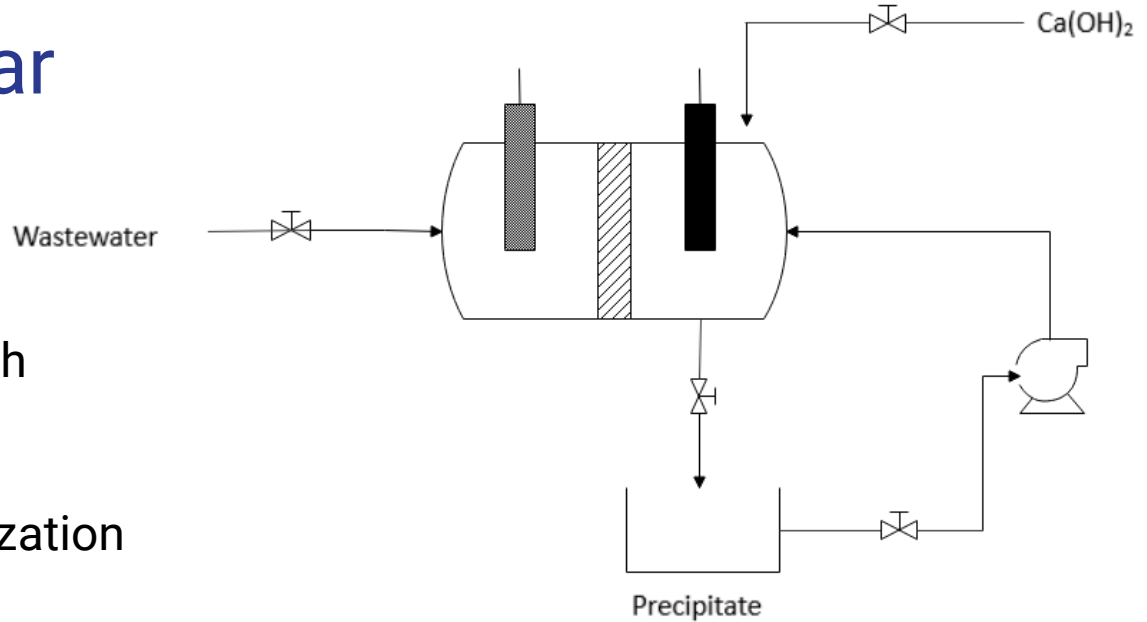 ar
Ca(OH)₂
Wastewater
h
zation
Precipitate